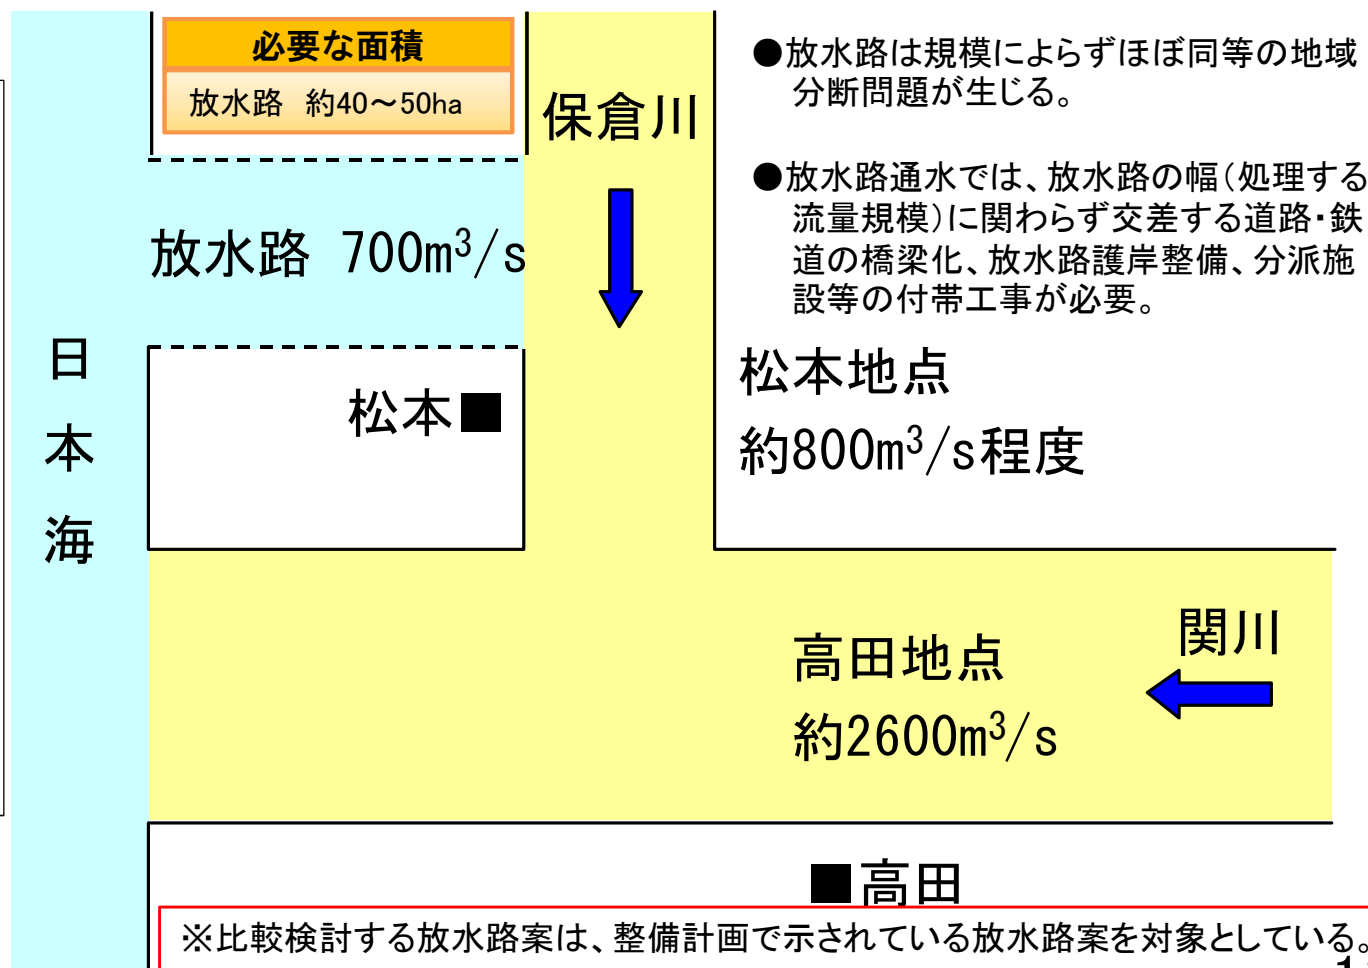 必要な面積
放水路　約40～50ha
保倉川
●放水路は規模によらずほぼ同等の地域
分断問題が生じる。
●放水路通水では、放水路の幅（処理する
流量規模）に関わらず交差する道路・鉄
道の橋梁化、放水路護岸整備、分派施
設等の付帯工事が必要。
放水路　700m³/s
日本海
松本■
松本地点
約800m³/s程度
関川
高田地点
約2600m³/s
■高田
※比較検討する放水路案は、整備計画で示されている放水路案を対象としている。